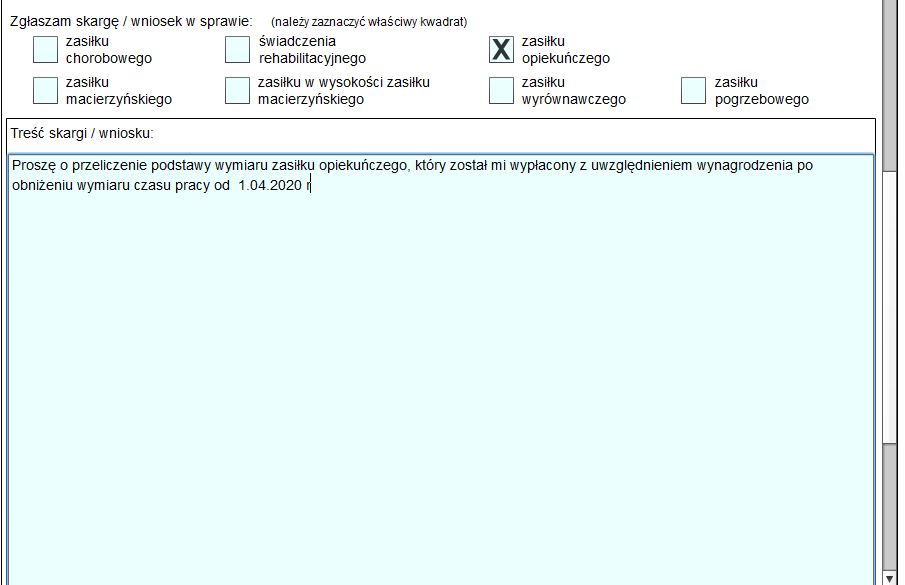 Zgłaszam skargę / wniosek w sprawie: (należy zaznaczyć właściwy kwadrat)
zasiłku chorobowego
świadczenia rehabilitacyjnego
X zasiłku opiekuńczego
zasiłku macierzyńskiego
zasiłku w wysokości zasiłku macierzyńskiego
zasiłku wyrównawczego
zasiłku pogrzebowego
Treść skargi / wniosku:
Proszę o przeliczenie podstawy wymiaru zasiłku opiekuńczego, który został mi wypłacony z uwzględnieniem wynagrodzenia po
obniżeniu wymiaru czasu pracy od 1.04.2020 r